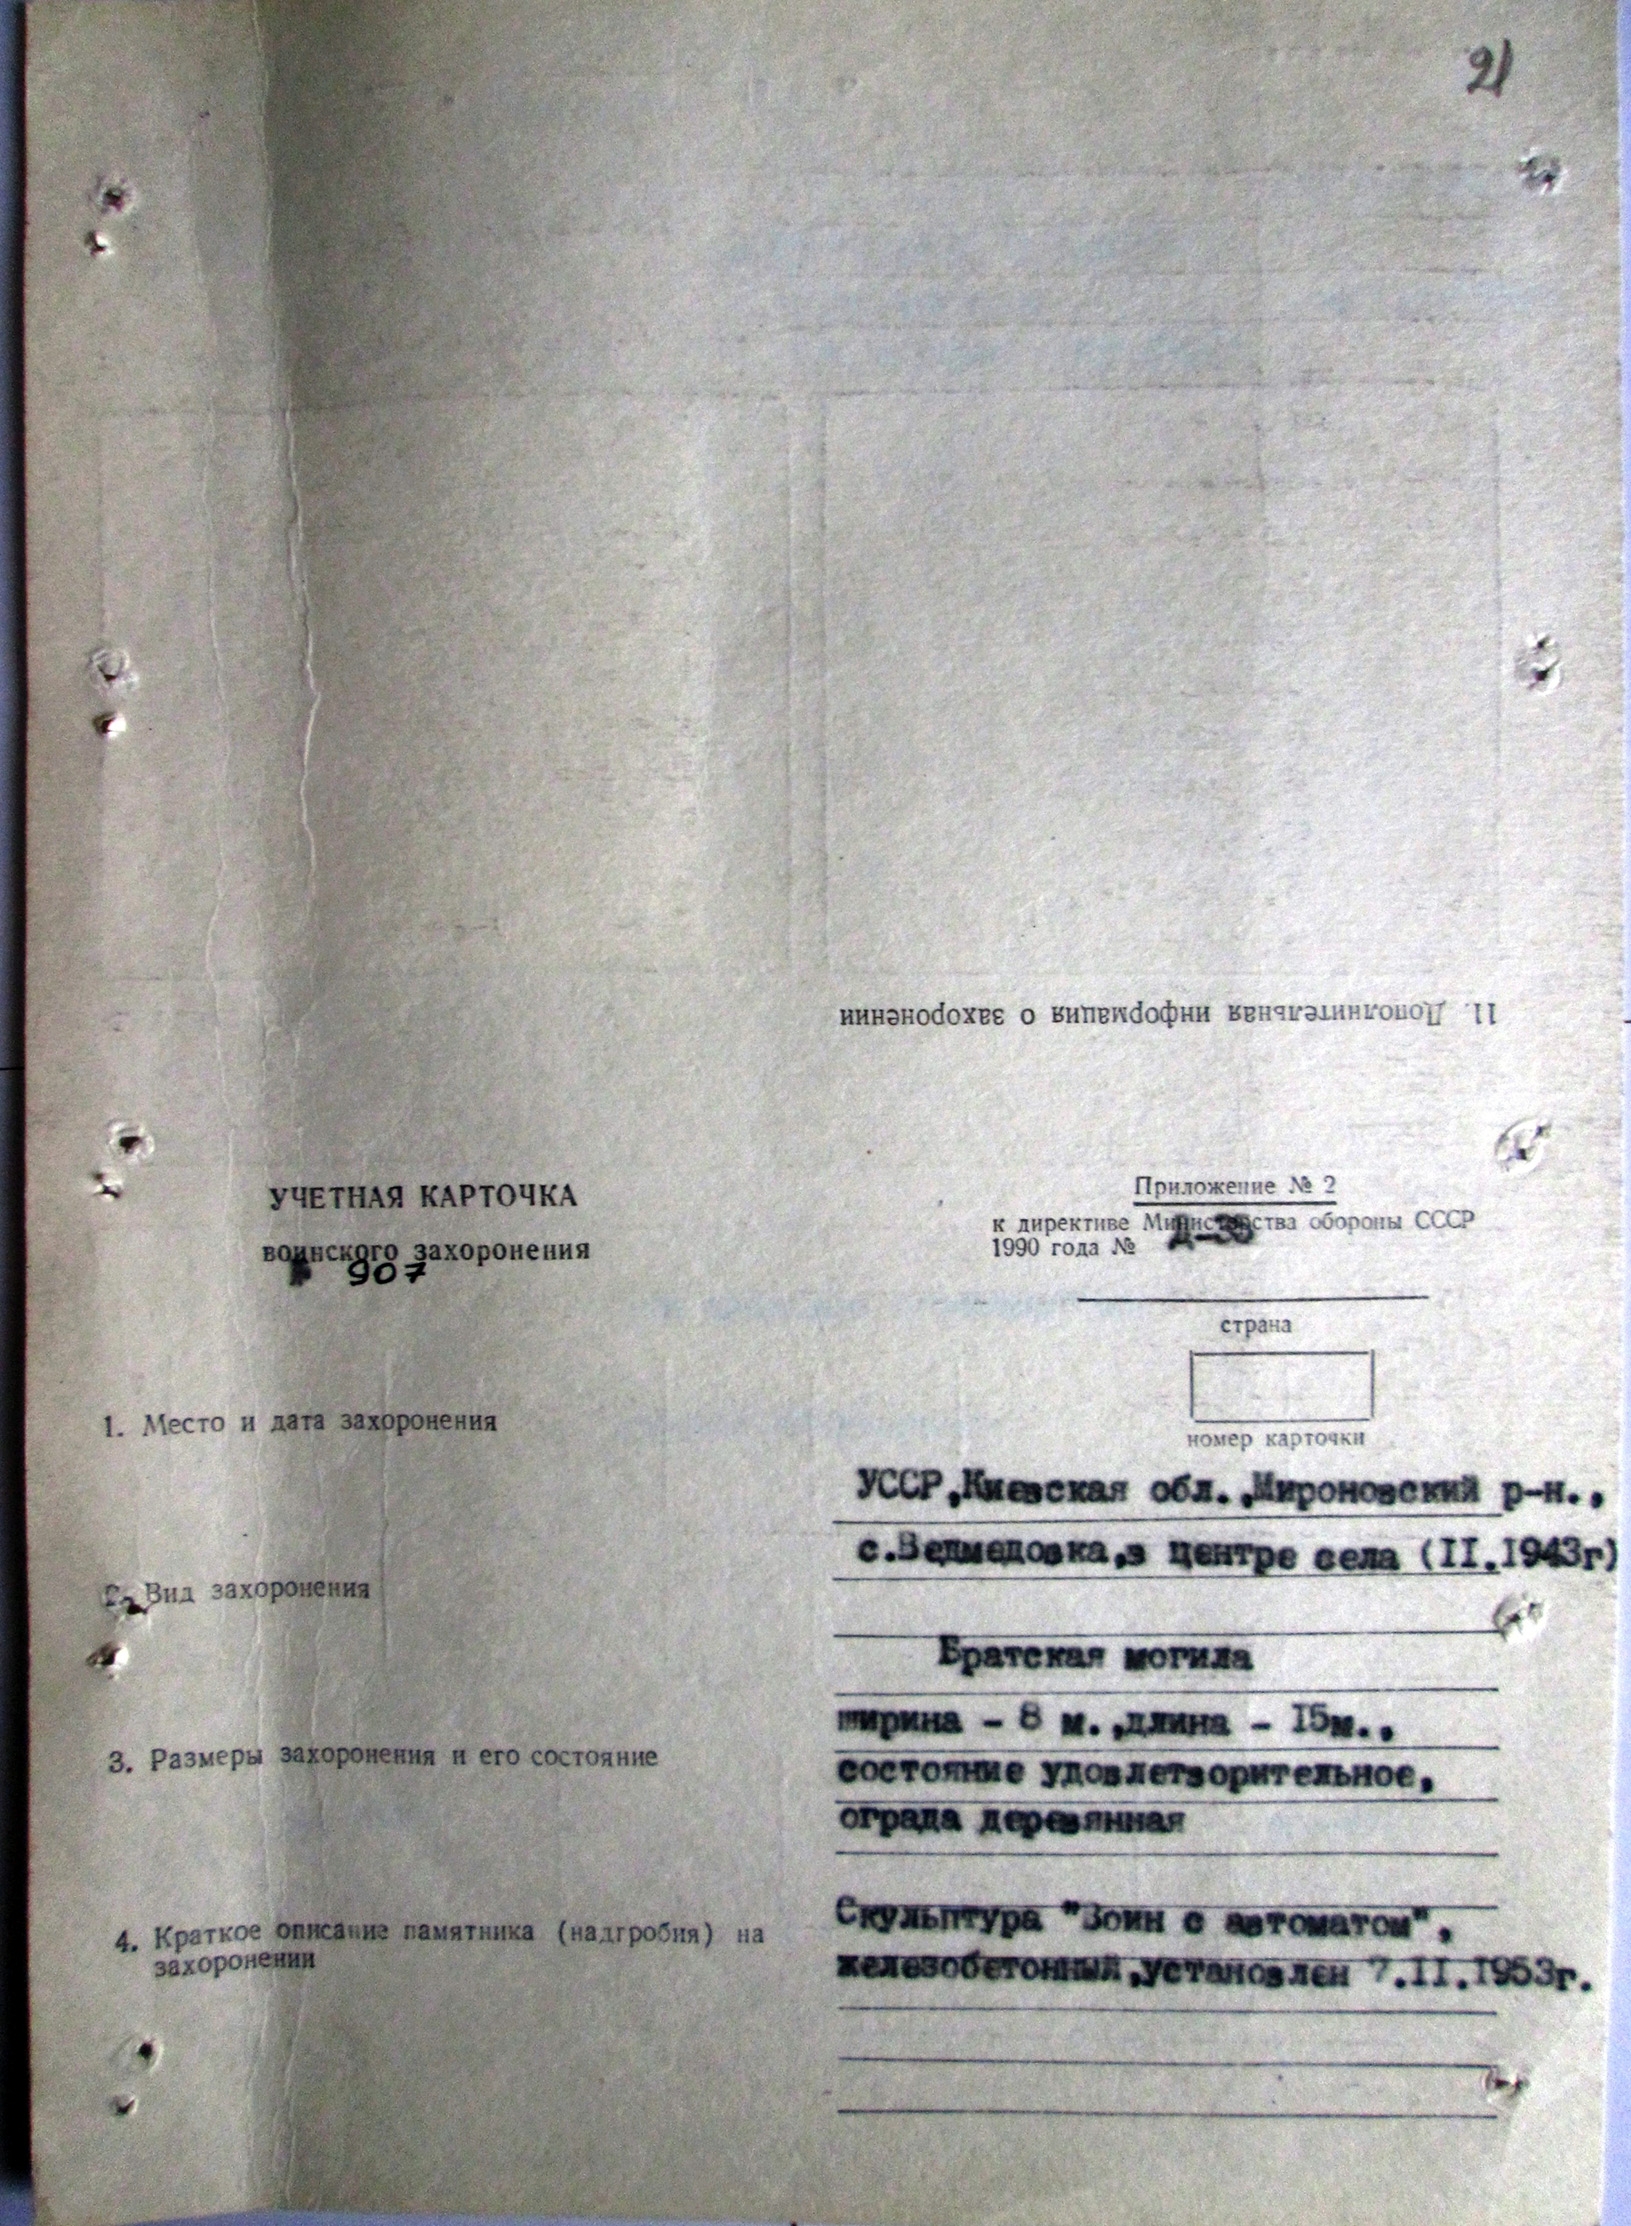 21
11. Дополнительная информация о захоронении
УЧЕТНАЯ КАРТОЧКА
воинского захоронения
907
Приложение № 2
к директиве Министерства обороны СССР
1990 года № Д-38
страна
номер карточки
1. Место и дата захоронения
УССР,Киевская обл.,Мироновский р-н.,
с.Ведмедовка,в центре села (II.1943г)
2. Вид захоронения
Братская могила
3. Размеры захоронения и его состояние
ширина - 8 м.,длина - 15м.,
состояние удовлетворительное,
ограда деревянная
4. Краткое описание памятника (надгробия) на
захоронении
Скульптура "Воин с автоматом",
железобетонный,установлен 7.II.1953г.